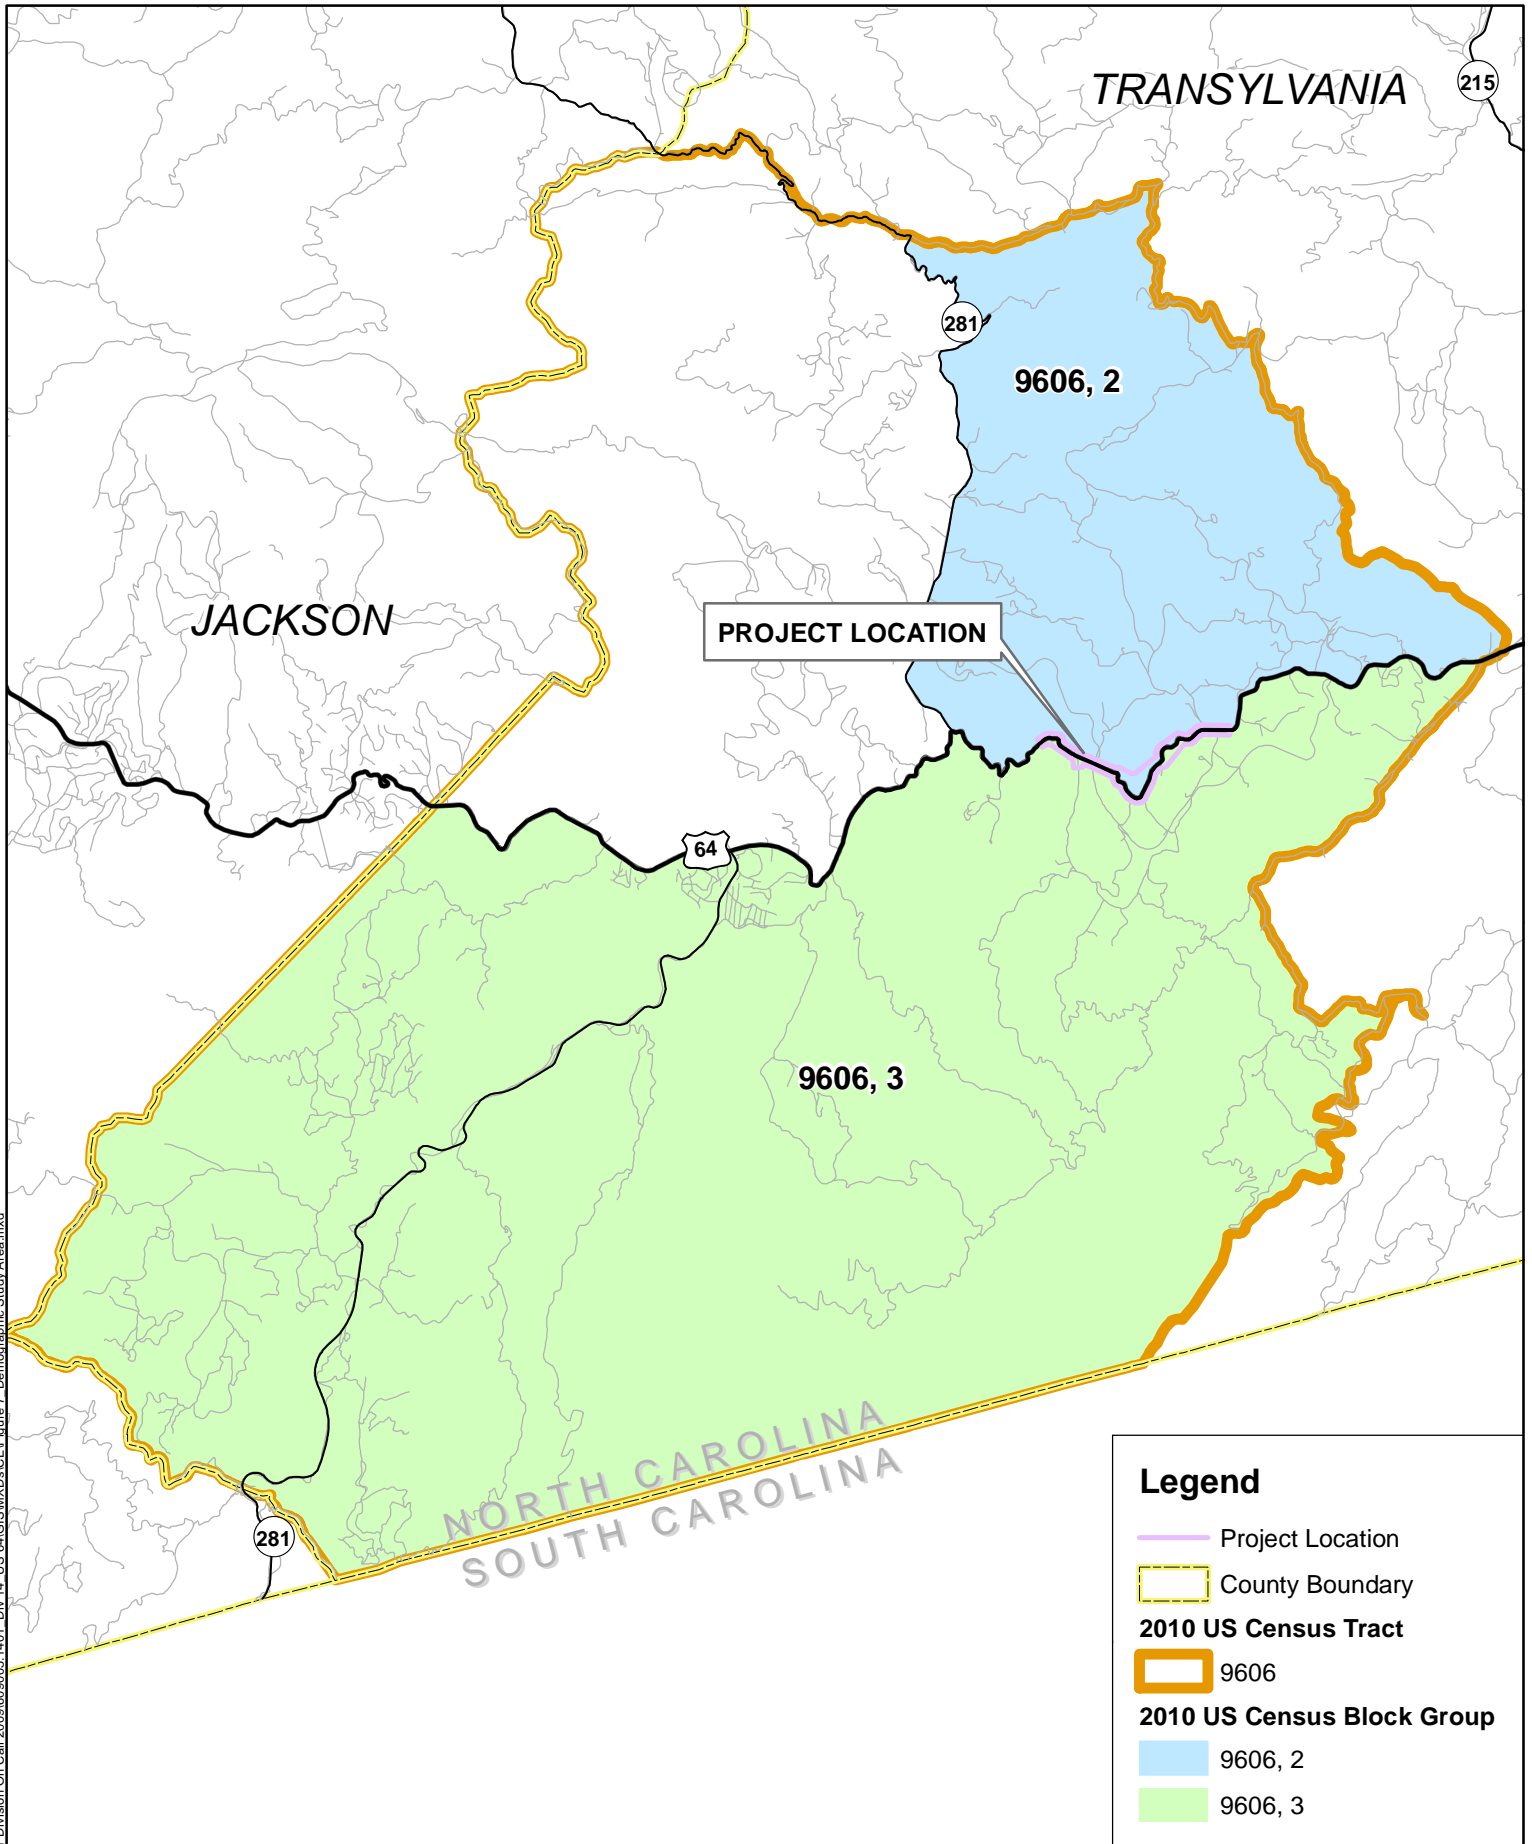 TRANSYLVANIA
215
281
9606, 2
JACKSON
PROJECT LOCATION
64
9606, 3
NORTH CAROLINA
SOUTH CAROLINA
281
Legend
Project Location
County Boundary
2010 US Census Tract
9606
2010 US Census Block Group
9606, 2
9606, 3